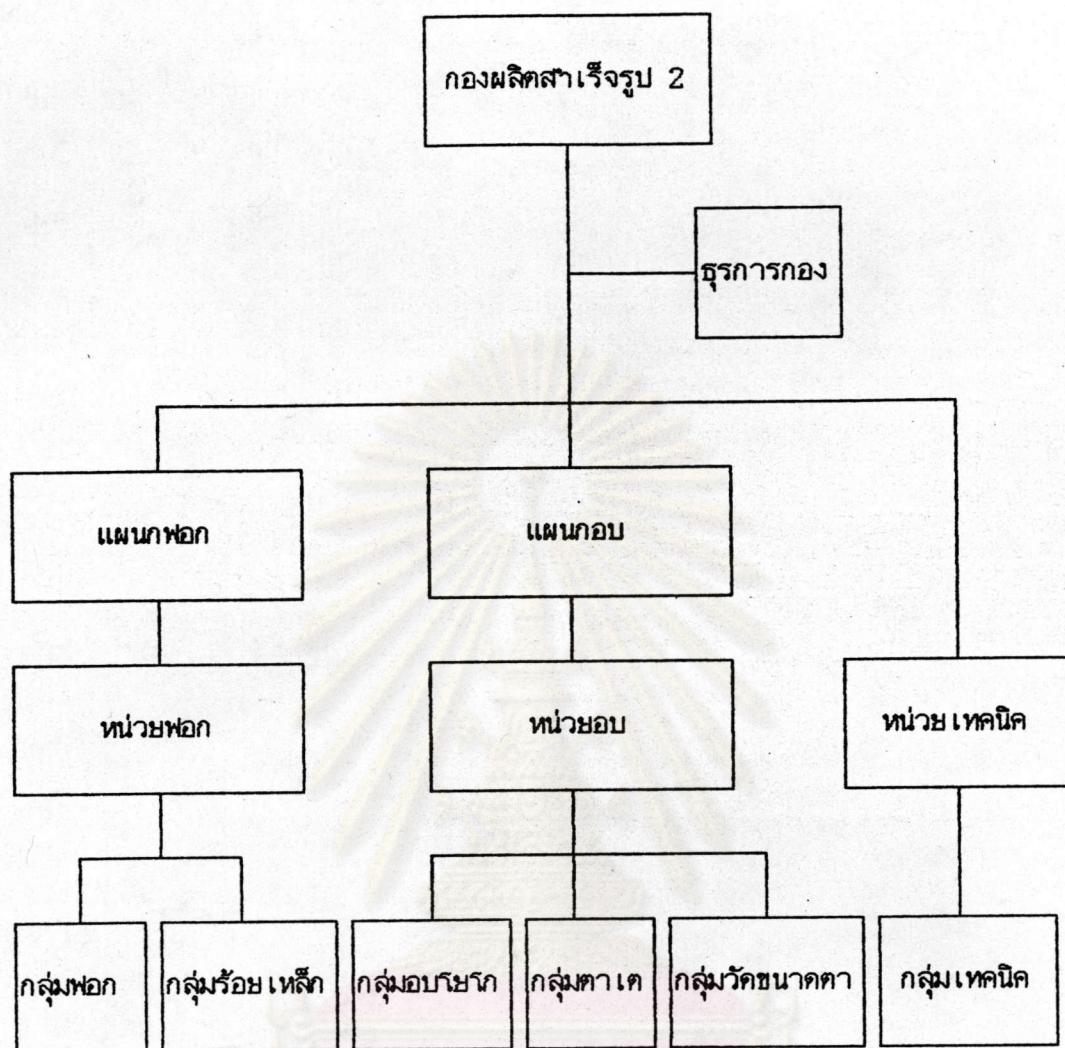 กองผลิตสำเร็จรูป 2
ธุรการกอง
แผนกฟอก
แผนกอบ
หน่วยฟอก
หน่วยอบ
หน่วยเทคนิค
กลุ่มฟอก
กลุ่มร้อยเหล็ก
กลุ่มอบโยโก
กลุ่มตาเต
กลุ่มวัดขนาดตา
กลุ่มเทคนิค